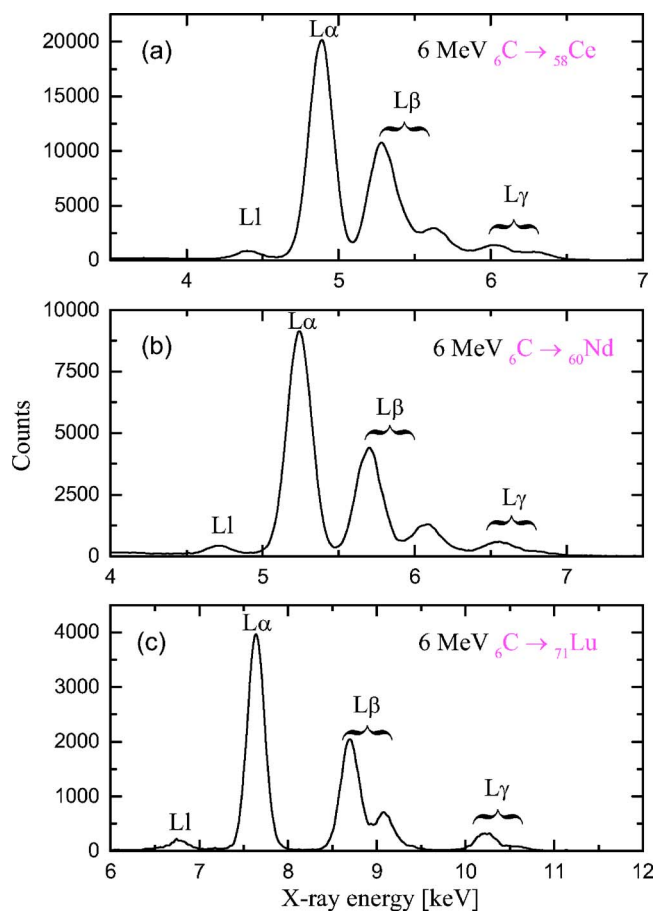 Lα
20000
(a)
6 MeV ₆C → ₅₈Ce
15000
Lβ
10000
Lγ
5000
Ll
0
4 5 6 7
10000
Lα
(b)
6 MeV ₆C → ₆₀Nd
7500
Lβ
Counts
5000
2500
Ll
Lγ
0
4 5 6 7
Lα
4000
(c)
6 MeV ₆C → ₇₁Lu
3000
Lβ
2000
Lγ
1000
Ll
0
6 7 8 9 10 11 12
X-ray energy [keV]